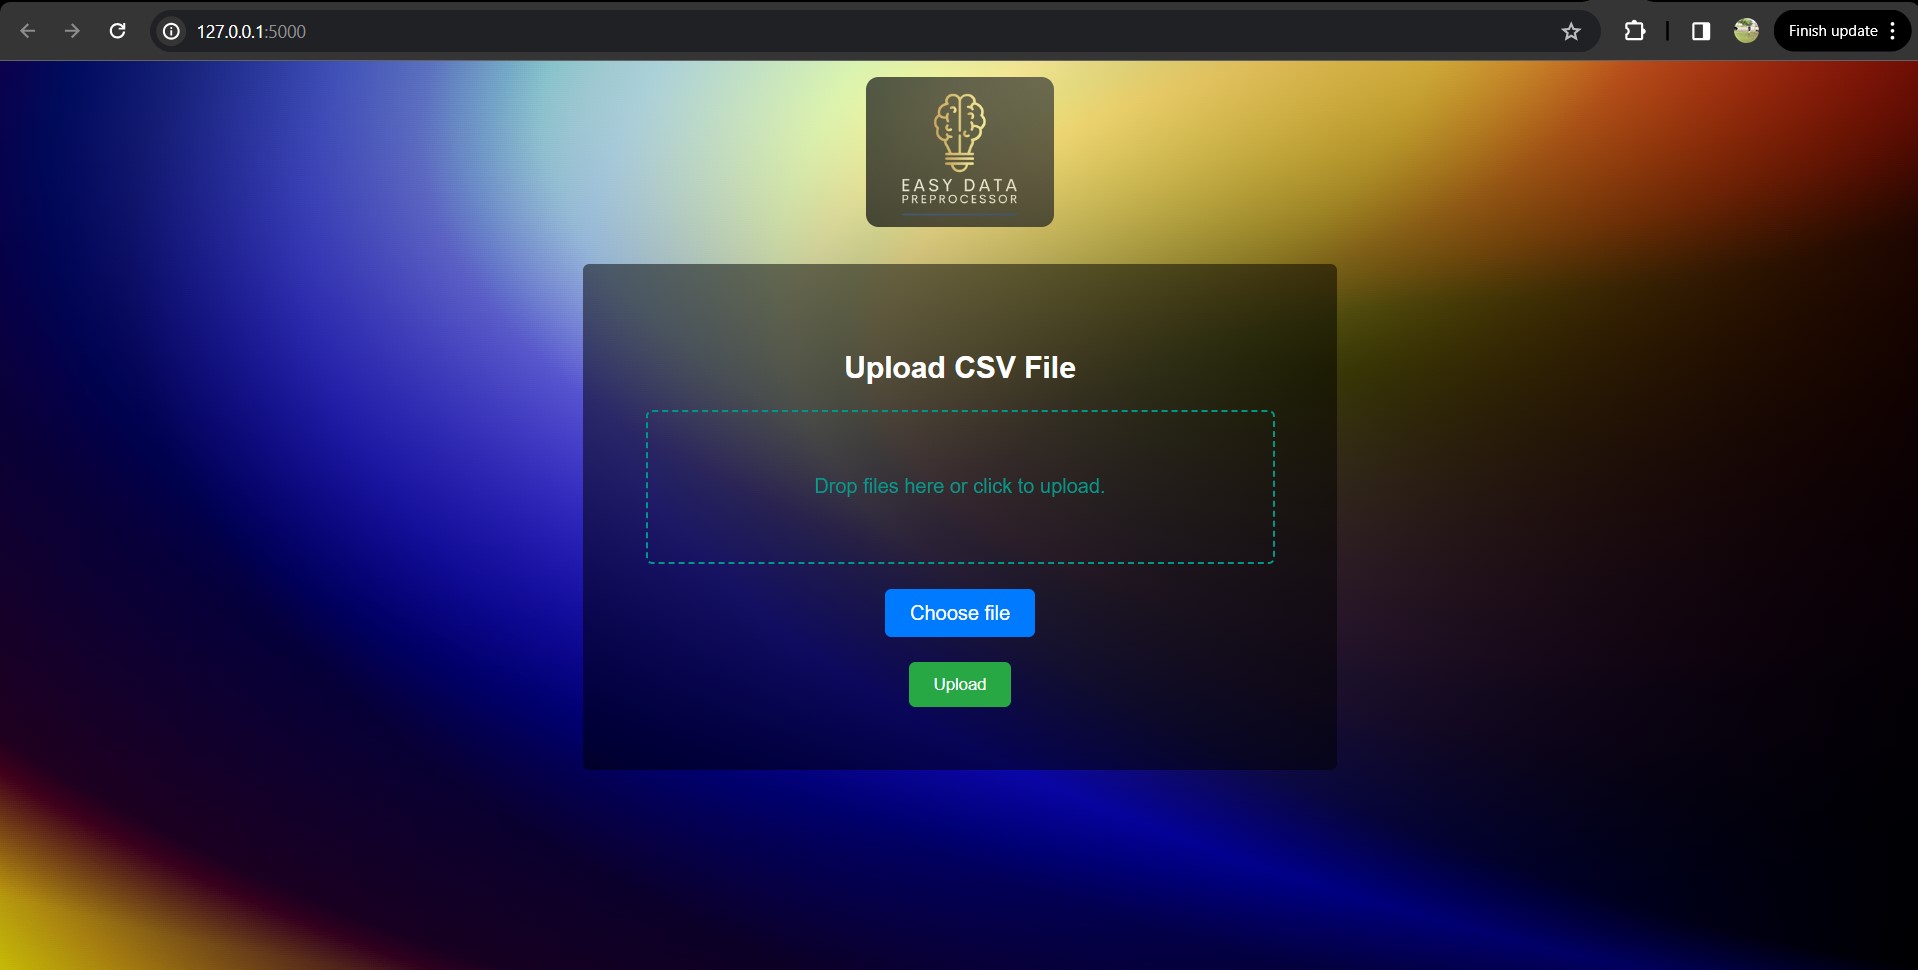 127.0.0.1:5000
Finish update
EASY DATA
PREPROCESSOR
Upload CSV File
Drop files here or click to upload.
Choose file
Upload